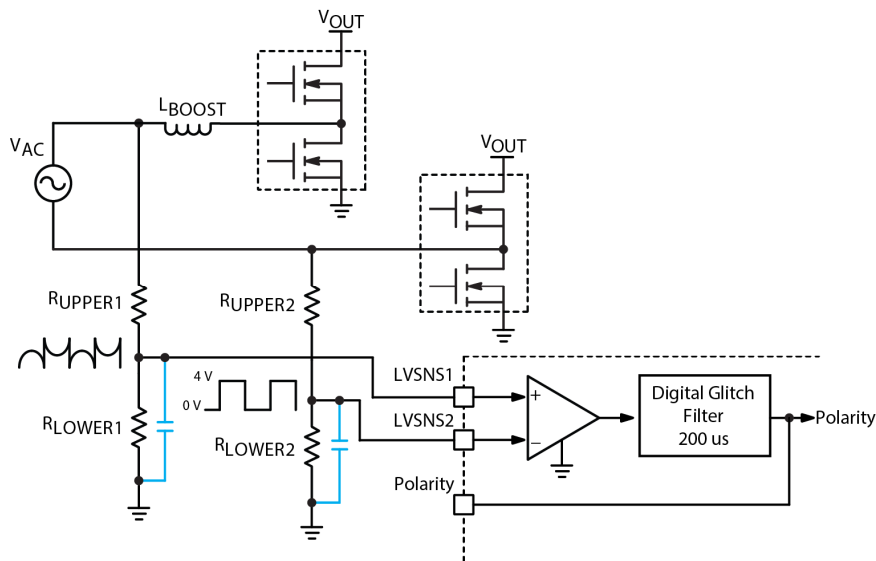 VOUT
LBOOST
VAC
VOUT
RUPPER1
RUPPER2
4 V
0 V
LVSNS1
LVSNS2
+
−
Digital Glitch
Filter
200 us
Polarity
RLOWER1
RLOWER2
Polarity